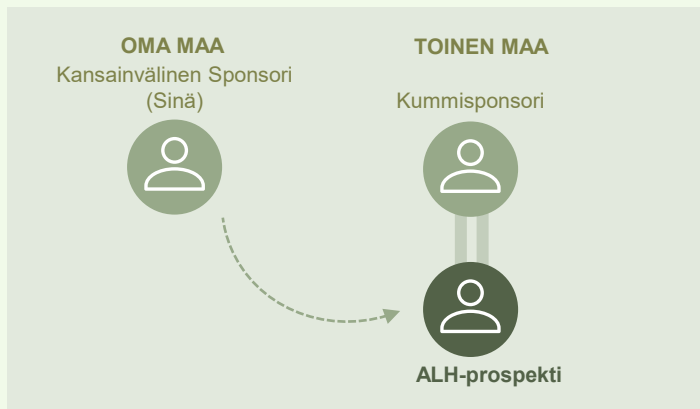 OMA MAA
Kansainvälinen Sponsori
(Sinä)
TOINEN MAA
Kummisponsori
ALH-prospekti